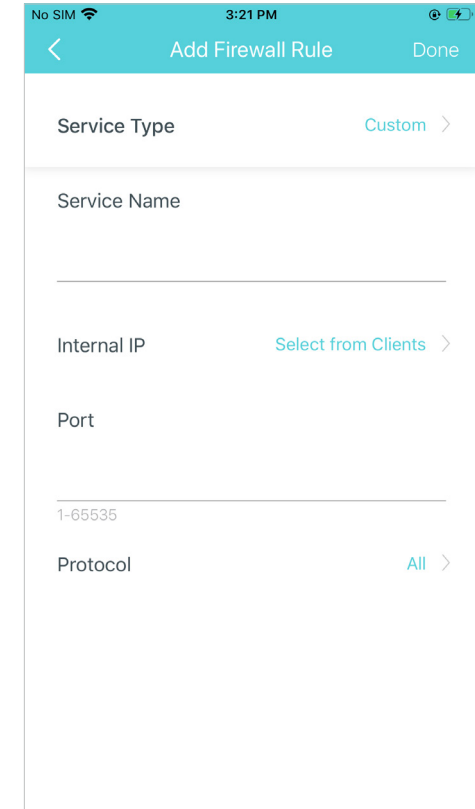 No SIM 3:21 PM
Add Firewall Rule Done
Service Type Custom
Service Name
Internal IP Select from Clients
Port
1-65535
Protocol All